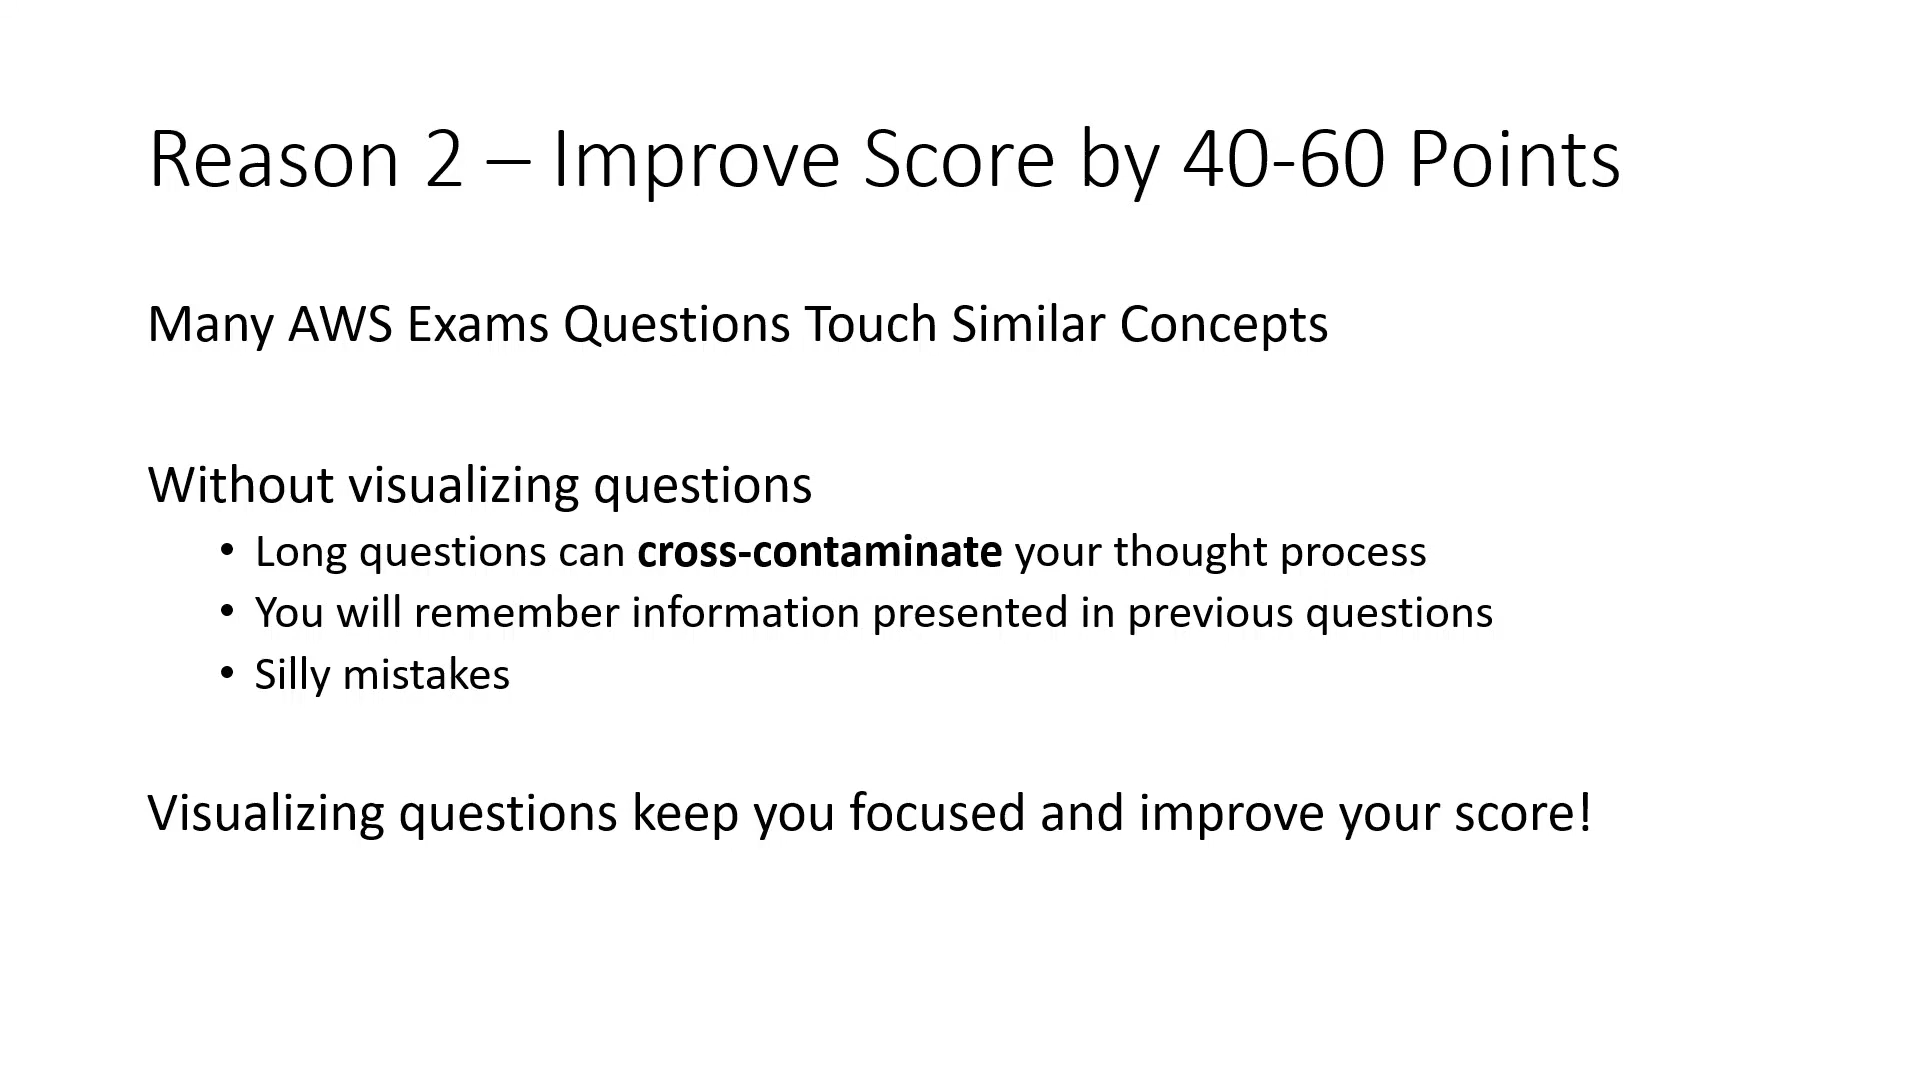 Reason 2 – Improve Score by 40-60 Points
Many AWS Exams Questions Touch Similar Concepts
Without visualizing questions
• Long questions can cross-contaminate your thought process
• You will remember information presented in previous questions
• Silly mistakes
Visualizing questions keep you focused and improve your score!